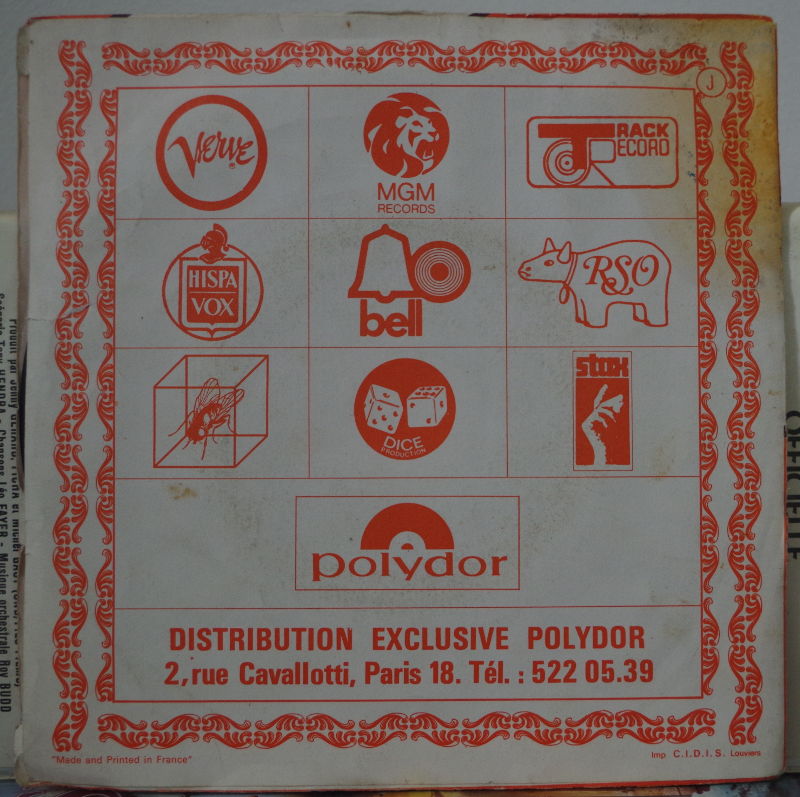 J
Verve
®
MGM
RECORDS
TRACK
RECORD
HISPA
VOX
bell
RSO
DICE
PRODUCTION
stax
polydor
DISTRIBUTION EXCLUSIVE POLYDOR
2, rue Cavallotti, Paris 18. Tél. : 522 05.39
"Made and Printed in France"
Imp C.I.D.I.S. Louviers